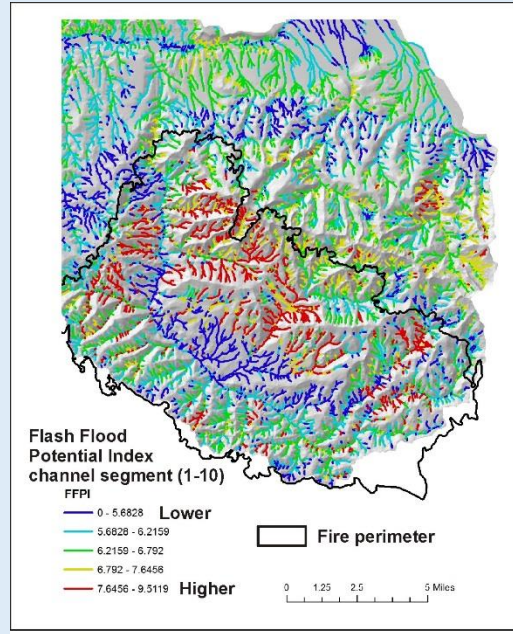 Flash Flood
Potential Index
channel segment (1-10)
FFPI
0 - 5.6828 Lower
5.6828 - 6.2159
6.2159 - 6.792
6.792 - 7.6456
7.6456 - 9.5119 Higher
Fire perimeter
0 1.25 2.5 5 Miles